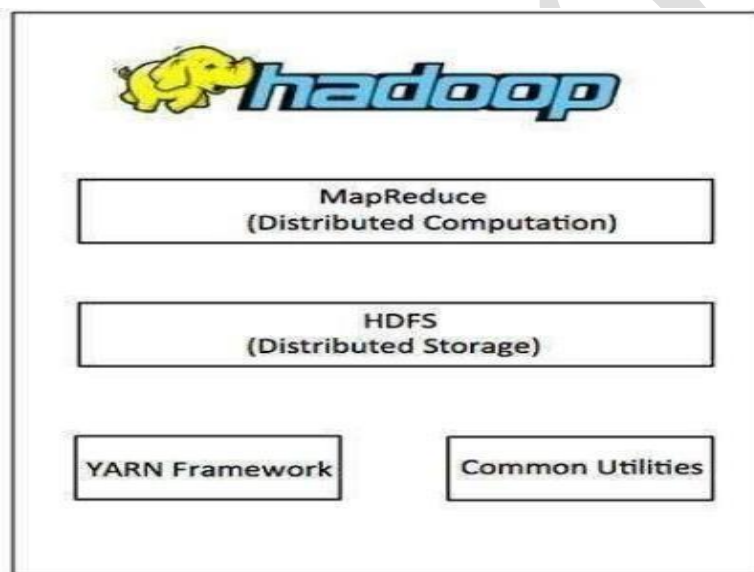 hadoop
MapReduce
(Distributed Computation)
HDFS
(Distributed Storage)
YARN Framework
Common Utilities